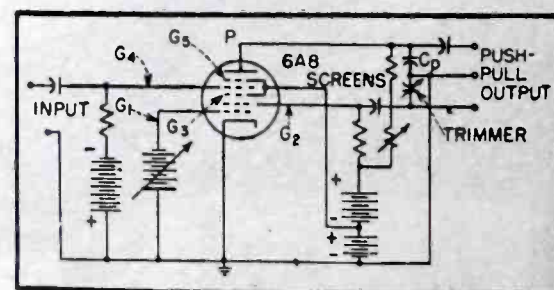 G5
P
6A8
SCREENS
CP
PUSH-
PULL
OUTPUT
G4
INPUT
G1
G3
G2
TRIMMER
- +
+ -
+ -